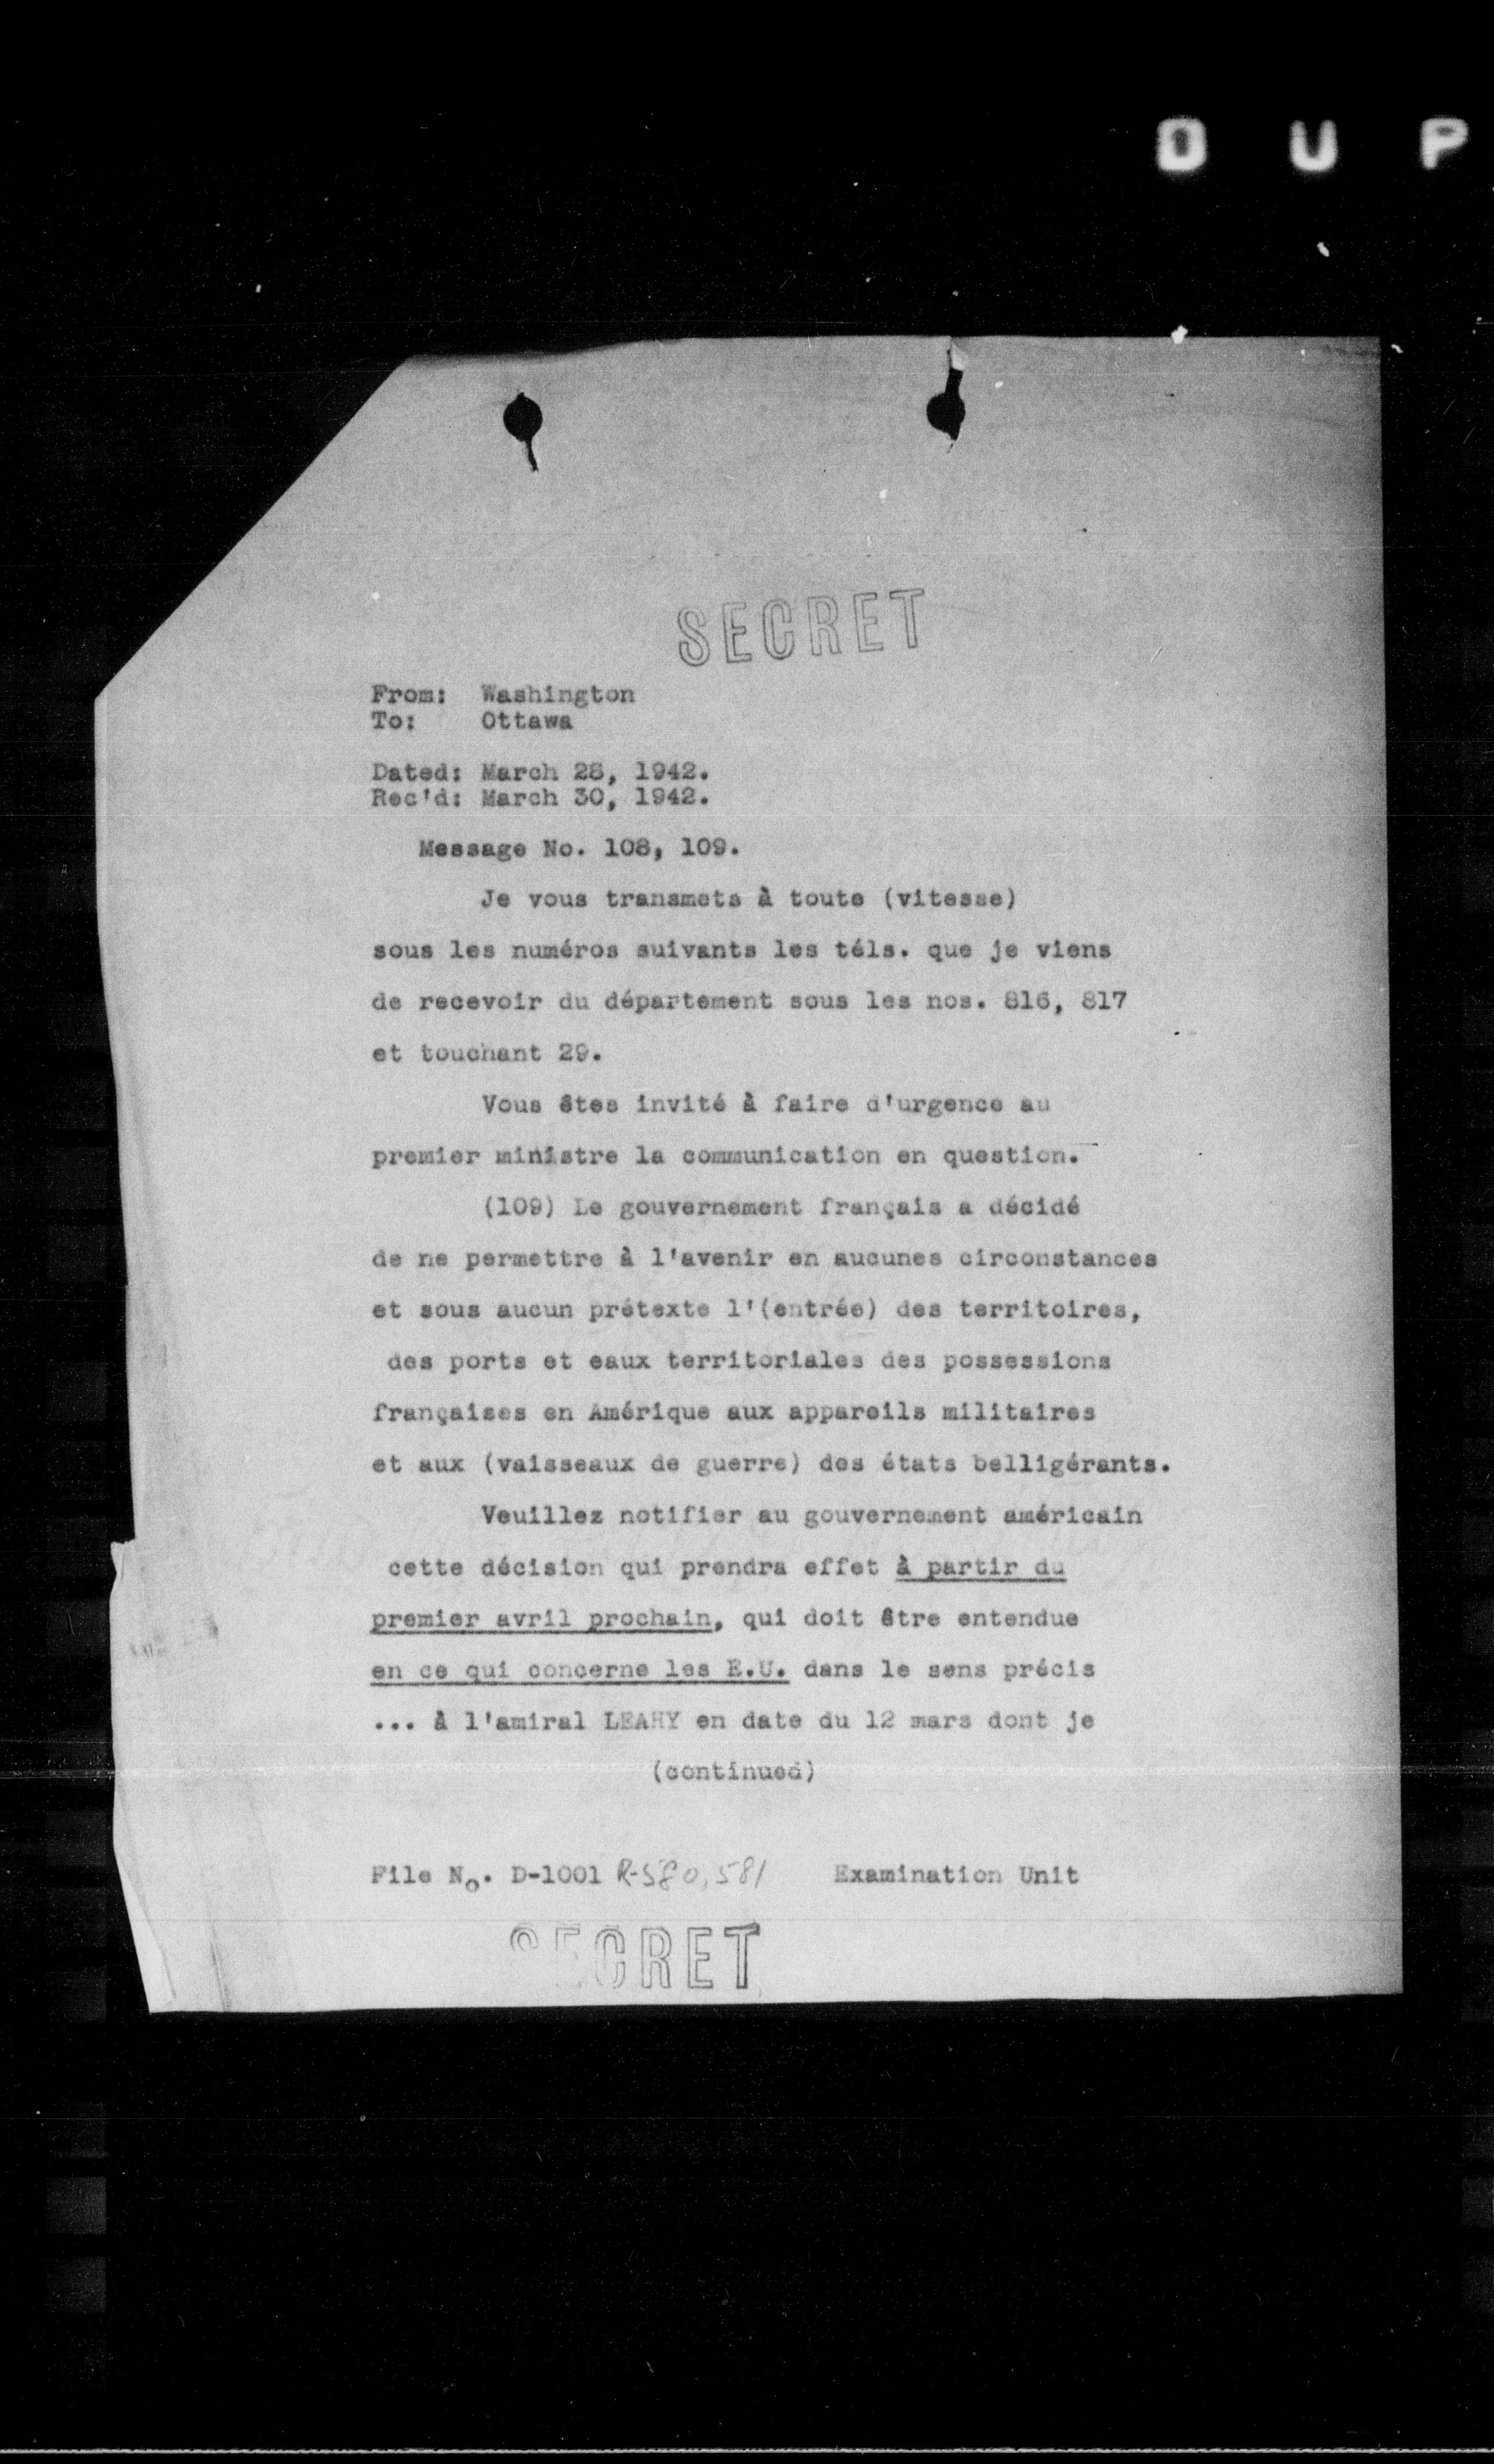 D U P
SECRET
From: Washington
To: Ottawa
Dated: March 28, 1942.
Rec'd: March 30, 1942.
Message No. 108, 109.
Je vous transmets à toute (vitesse)
sous les numéros suivants les téls. que je viens
de recevoir du département sous les nos. 816, 817
et touchant 29.
Vous êtes invité à faire d'urgence au
premier ministre la communication en question.
(109) Le gouvernement français a décidé
de ne permettre à l'avenir en aucunes circonstances
et sous aucun prétexte l'(entrée) des territoires,
des ports et eaux territoriales des possessions
françaises en Amérique aux appareils militaires
et aux (vaisseaux de guerre) des états belligérants.
Veuillez notifier au gouvernement américain
cette décision qui prendra effet à partir du
premier avril prochain, qui doit être entendue
en ce qui concerne les E.U. dans le sens précis
... à l'amiral LEAHY en date du 12 mars dont je
(continued)
File No. D-1001 R-580,581 Examination Unit
SECRET